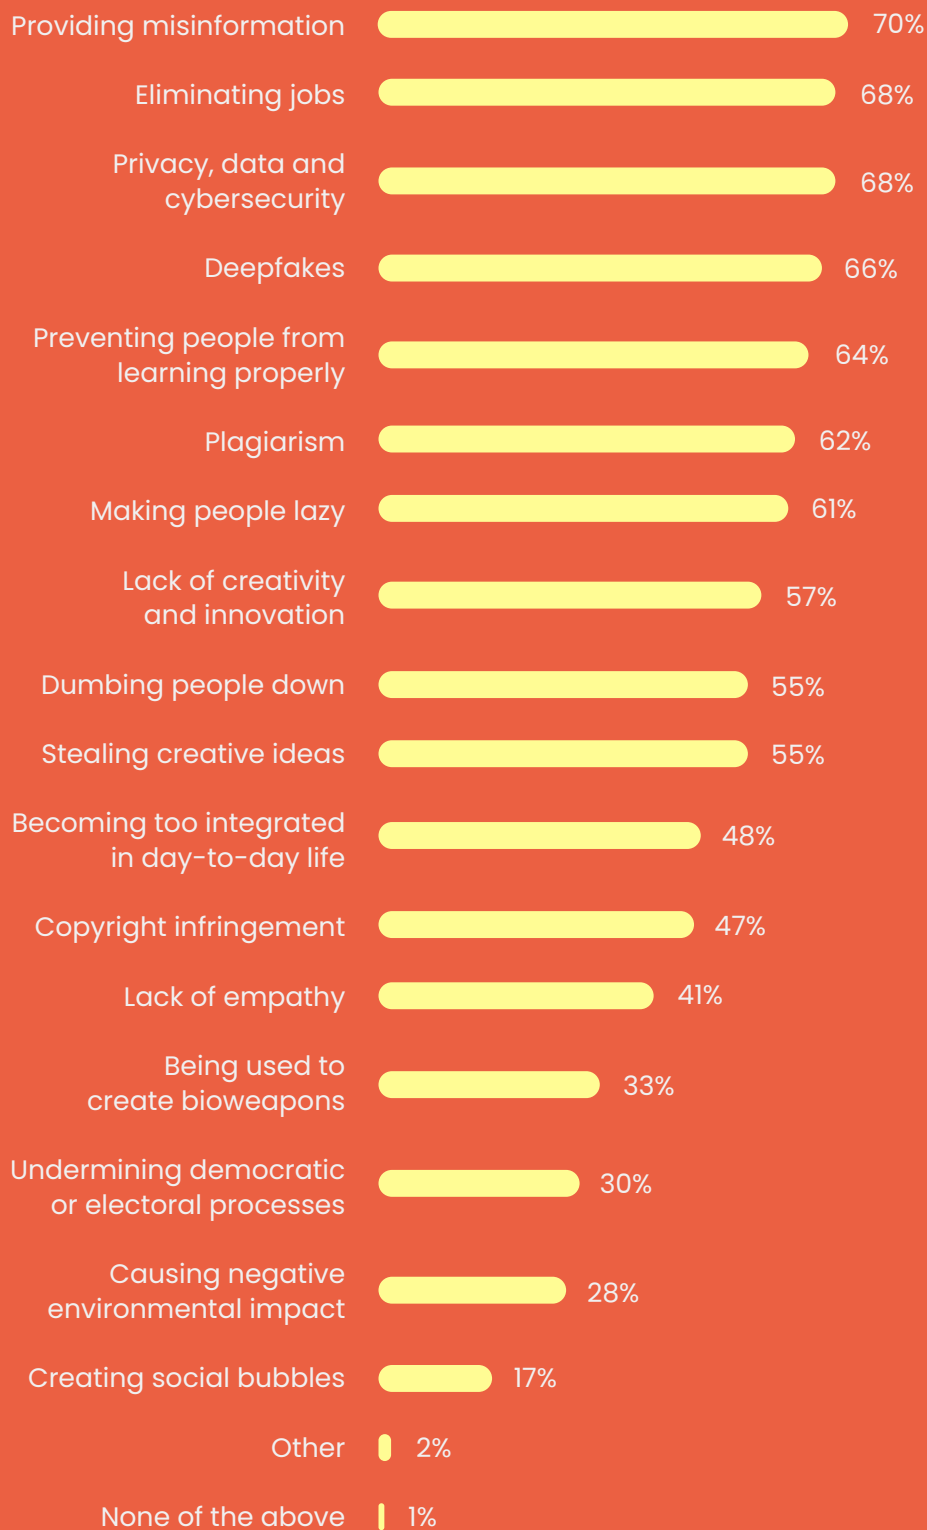 Providing misinformation 70%
Eliminating jobs 68%
Privacy, data and
cybersecurity 68%
Deepfakes 66%
Preventing people from
learning properly 64%
Plagiarism 62%
Making people lazy 61%
Lack of creativity
and innovation 57%
Dumbing people down 55%
Stealing creative ideas 55%
Becoming too integrated
in day-to-day life 48%
Copyright infringement 47%
Lack of empathy 41%
Being used to
create bioweapons 33%
Undermining democratic
or electoral processes 30%
Causing negative
environmental impact 28%
Creating social bubbles 17%
Other 2%
None of the above 1%